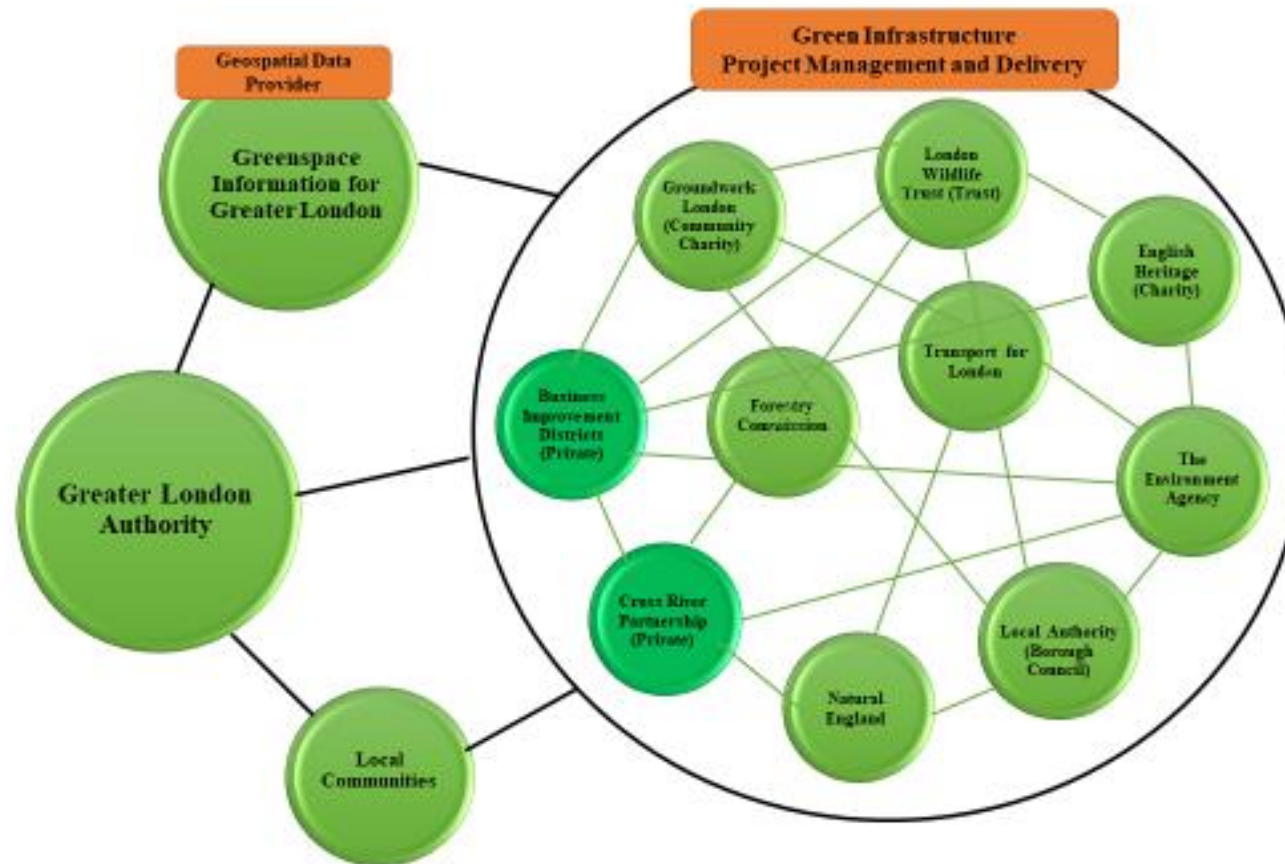 Geospatial Data
Provider
Green Infrastructure
Project Management and Delivery
Greenspace
Information for
Greater London
Groundwork
London
(Community
Charity)
London
Wildlife
Trust (Trust)
English
Heritage
(Charity)
Transport for
London
Business
Improvement
Districts
(Private)
Forestry
Commission
The
Environment
Agency
Greater London
Authority
Cross River
Partnership
(Private)
Local Authority
(Borough
Council)
Natural
England
Local
Communities